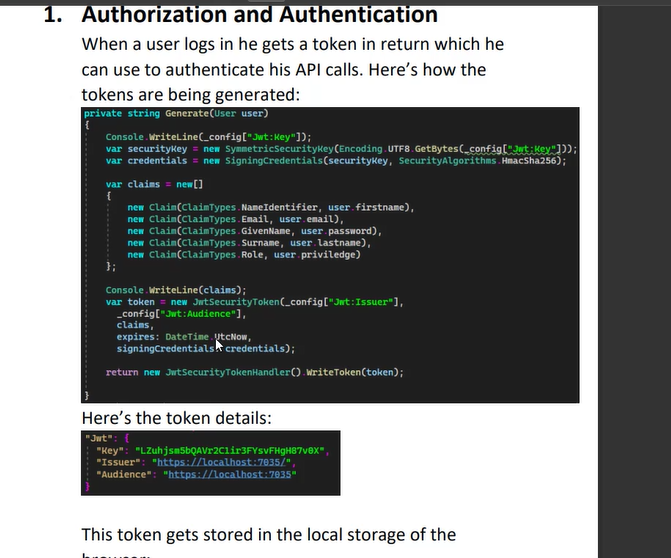 1. Authorization and Authentication
When a user logs in he gets a token in return which he
can use to authenticate his API calls. Here's how the
tokens are being generated:
private string Generate(User user)
{
Console.WriteLine(_config["Jwt:Key"]);
var securityKey = new SymmetricSecurityKey(Encoding.UTF8.GetBytes(_config["Jwt:Key"]));
var credentials = new SigningCredentials(securityKey, SecurityAlgorithms.HmacSha256);
var claims = new[]
{
new Claim(ClaimTypes.NameIdentifier, user.firstname),
new Claim(ClaimTypes.Email, user.email),
new Claim(ClaimTypes.GivenName, user.password),
new Claim(ClaimTypes.Surname, user.lastname),
new Claim(ClaimTypes.Role, user.priviledge)
};
Console.WriteLine(claims);
var token = new JwtSecurityToken(_config["Jwt:Issuer"],
_config["Jwt:Audience"],
claims,
expires: DateTime.UtcNow,
signingCredentials: credentials);
return new JwtSecurityTokenHandler().WriteToken(token);
}
Here's the token details:
"Jwt": {
"Key": "LZuhjsm5bQAVr2Clir3FYsvFHgH87v0X",
"Issuer": "https://localhost:7035/",
"Audience": "https://localhost:7035"
}
This token gets stored in the local storage of the
browser: